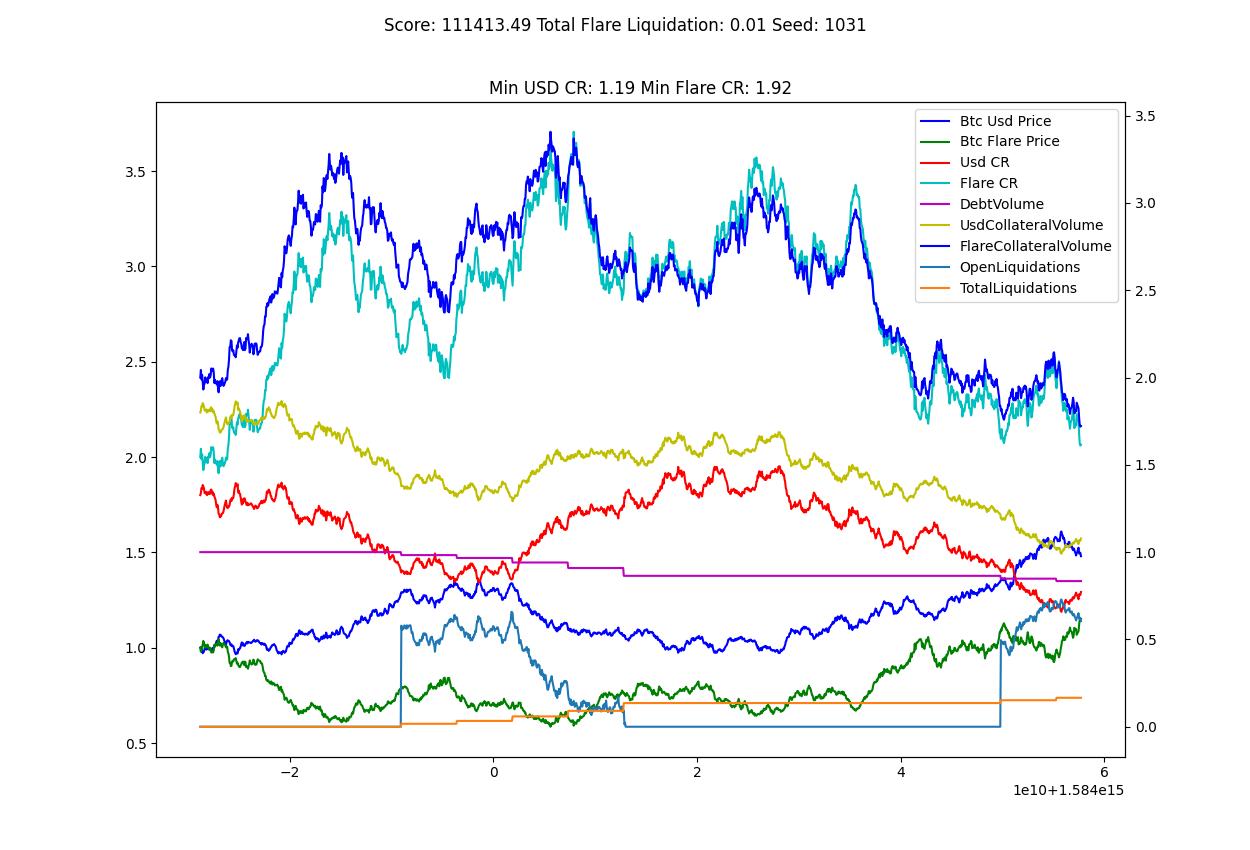 Score: 111413.49 Total Flare Liquidation: 0.01 Seed: 1031
Min USD CR: 1.19 Min Flare CR: 1.92
Btc Usd Price
Btc Flare Price
Usd CR
Flare CR
DebtVolume
UsdCollateralVolume
FlareCollateralVolume
OpenLiquidations
TotalLiquidations
3.5
3.0
2.5
2.0
1.5
1.0
0.5
3.5
3.0
2.5
2.0
1.5
1.0
0.5
0.0
−2 0 2 4 6
1e10+1.584e15